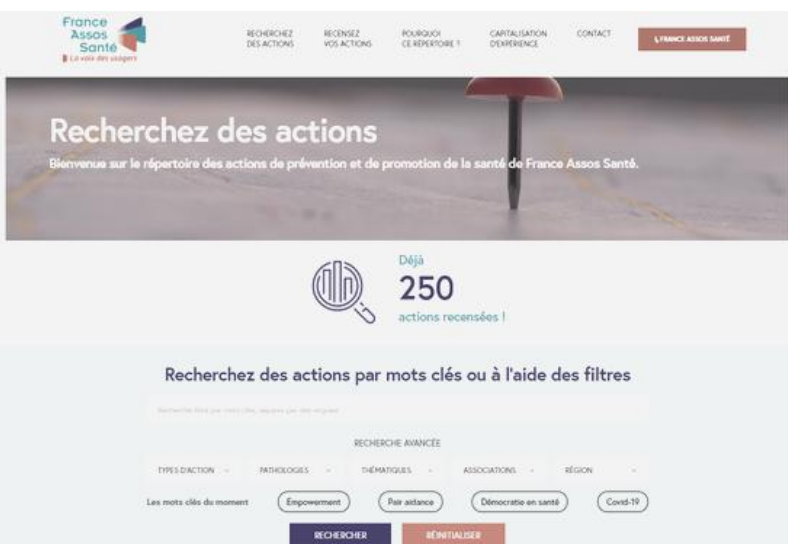 France
Assos
Santé
La voix des usagers
RECHERCHEZ
DES ACTIONS
RECENSEZ
VOS ACTIONS
POURQUOI
CE RÉPERTOIRE ?
CAPITALISATION
D'EXPÉRIENCE
CONTACT
FRANCE ASSOS SANTÉ
Recherchez des actions
Bienvenue sur le répertoire des actions de prévention et de promotion de la santé de France Assos Santé.
Déjà
250
actions recensées !
Recherchez des actions par mots clés ou à l'aide des filtres
RECHERCHE AVANCÉE
TYPES D'ACTION PATHOLOGIES THÉMATIQUES ASSOCIATIONS RÉGION
Les mots clés du moment Empowerment Pair aidance Démocratie en santé Covid-19
RECHERCHER RÉINITIALISER